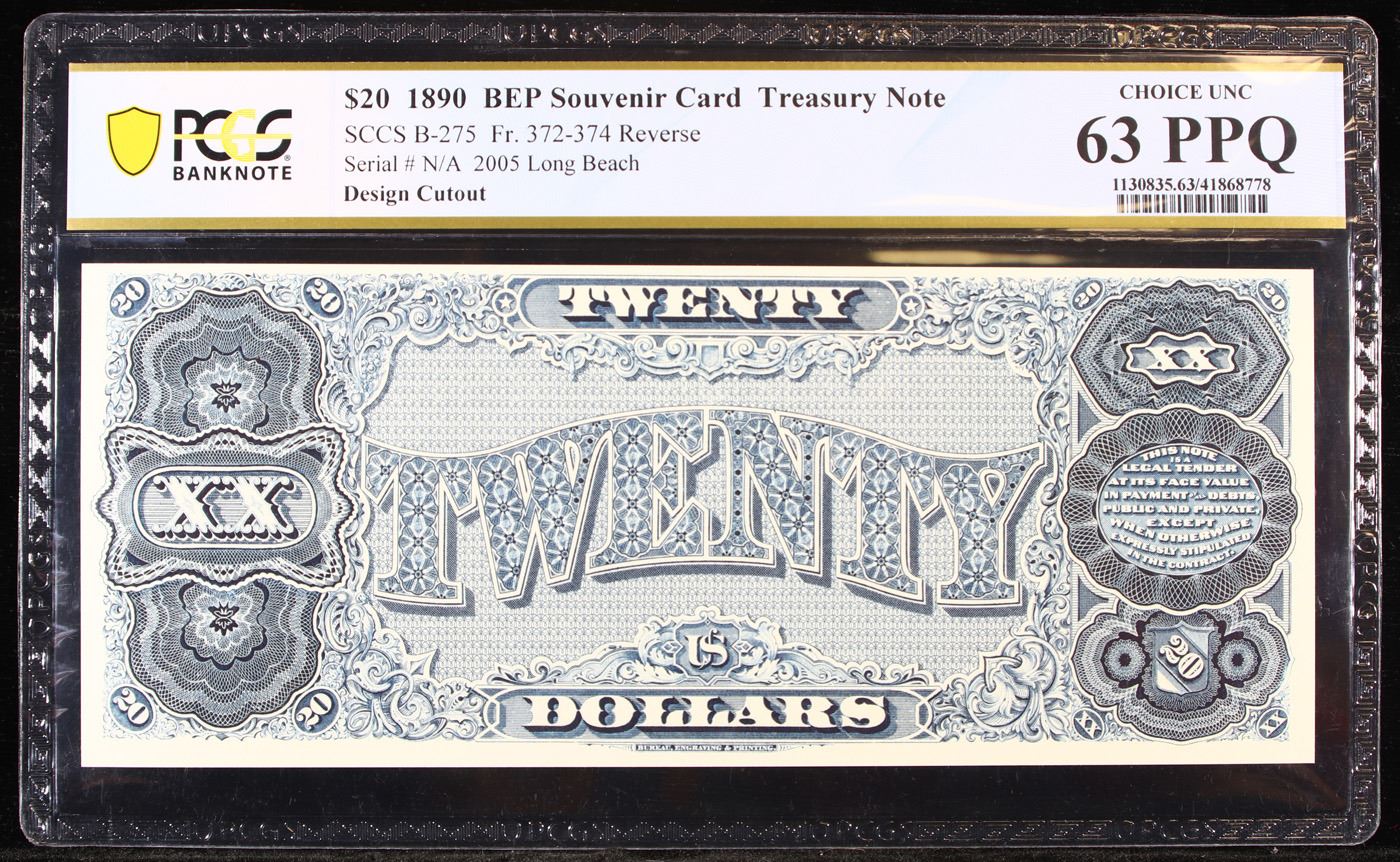 PCGS
BANKNOTE
$20 1890 BEP Souvenir Card Treasury Note
SCCS B-275 Fr. 372-374 Reverse
Serial # N/A 2005 Long Beach
Design Cutout
CHOICE UNC
63 PPQ
1130835.63/41868778
20
20
TWENTY
20
20
XX
TWENTY
XX
THIS NOTE
IS A
LEGAL TENDER
AT ITS FACE VALUE
IN PAYMENT OF ALL DEBTS,
PUBLIC AND PRIVATE,
EXCEPT
WHEN OTHERWISE
EXPRESSLY STIPULATED
IN THE CONTRACT.
US
20
20
20
DOLLARS
XX
XX
BUREAU, ENGRAVING & PRINTING.